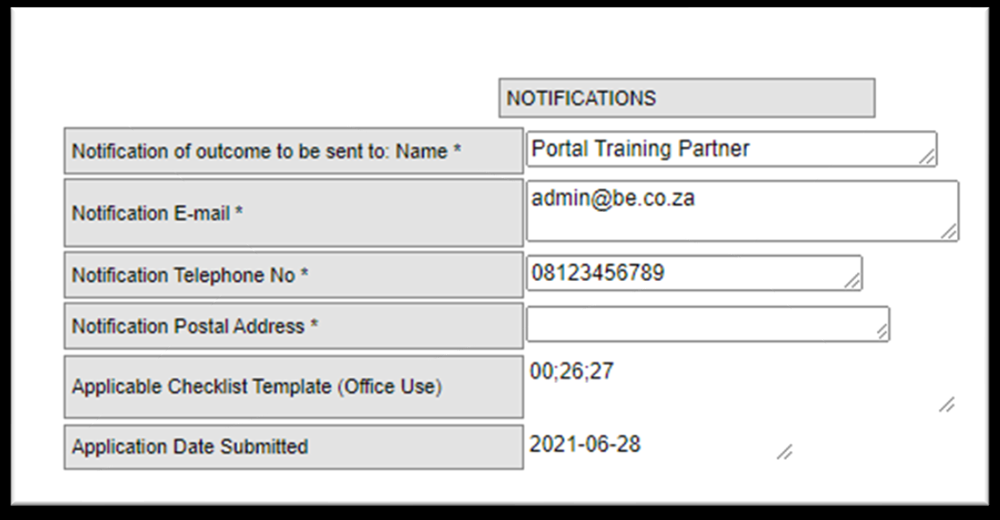 NOTIFICATIONS
Notification of outcome to be sent to: Name * Portal Training Partner
Notification E-mail * admin@be.co.za
Notification Telephone No * 08123456789
Notification Postal Address *
Applicable Checklist Template (Office Use) 00;26;27
Application Date Submitted 2021-06-28